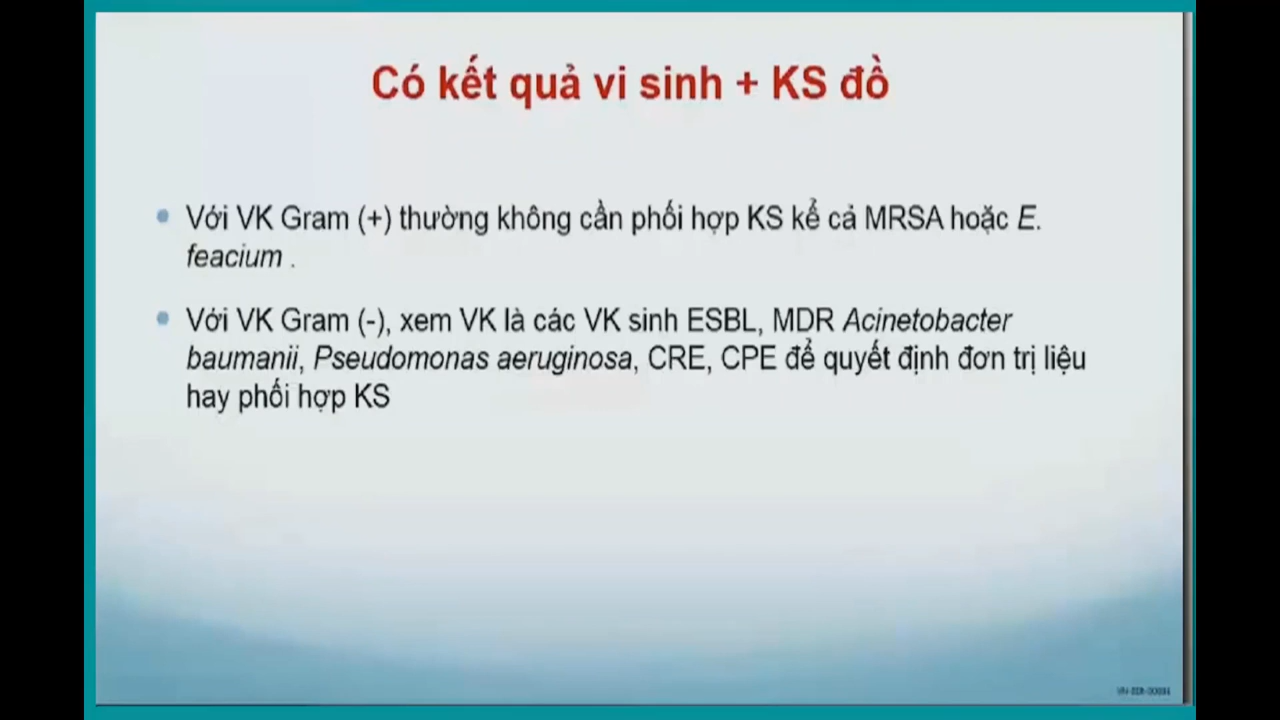 Có kết quả vi sinh + KS đồ
Với VK Gram (+) thường không cần phối hợp KS kể cả MRSA hoặc E.
feacium .
Với VK Gram (-), xem VK là các VK sinh ESBL, MDR Acinetobacter
baumanii, Pseudomonas aeruginosa, CRE, CPE để quyết định đơn trị liệu
hay phối hợp KS